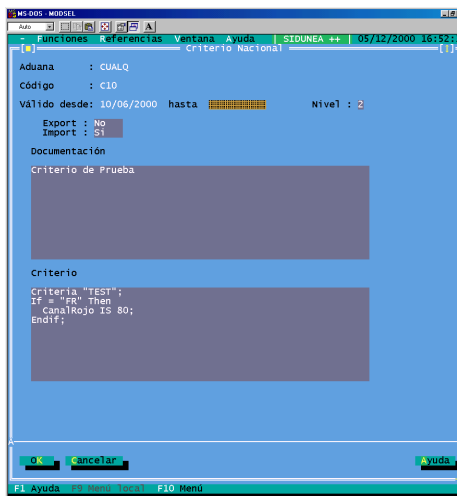 MS-DOS - MODSEL
Auto
A
- Funciones Referencias Ventana Ayuda | SIDUNEA ++ | 05/12/2000 16:52:
Criterio Nacional
Aduana : CUALQ
Código : C10
Válido desde: 10/06/2000 hasta Nivel : 2
Export : No
Import : Si
Documentación
Criterio de Prueba
Criterio
Criteria "TEST";
If = "FR" Then
CanalRojo IS 80;
Endif;
OK Cancelar Ayuda
F1 Ayuda F9 Menú local F10 Menú